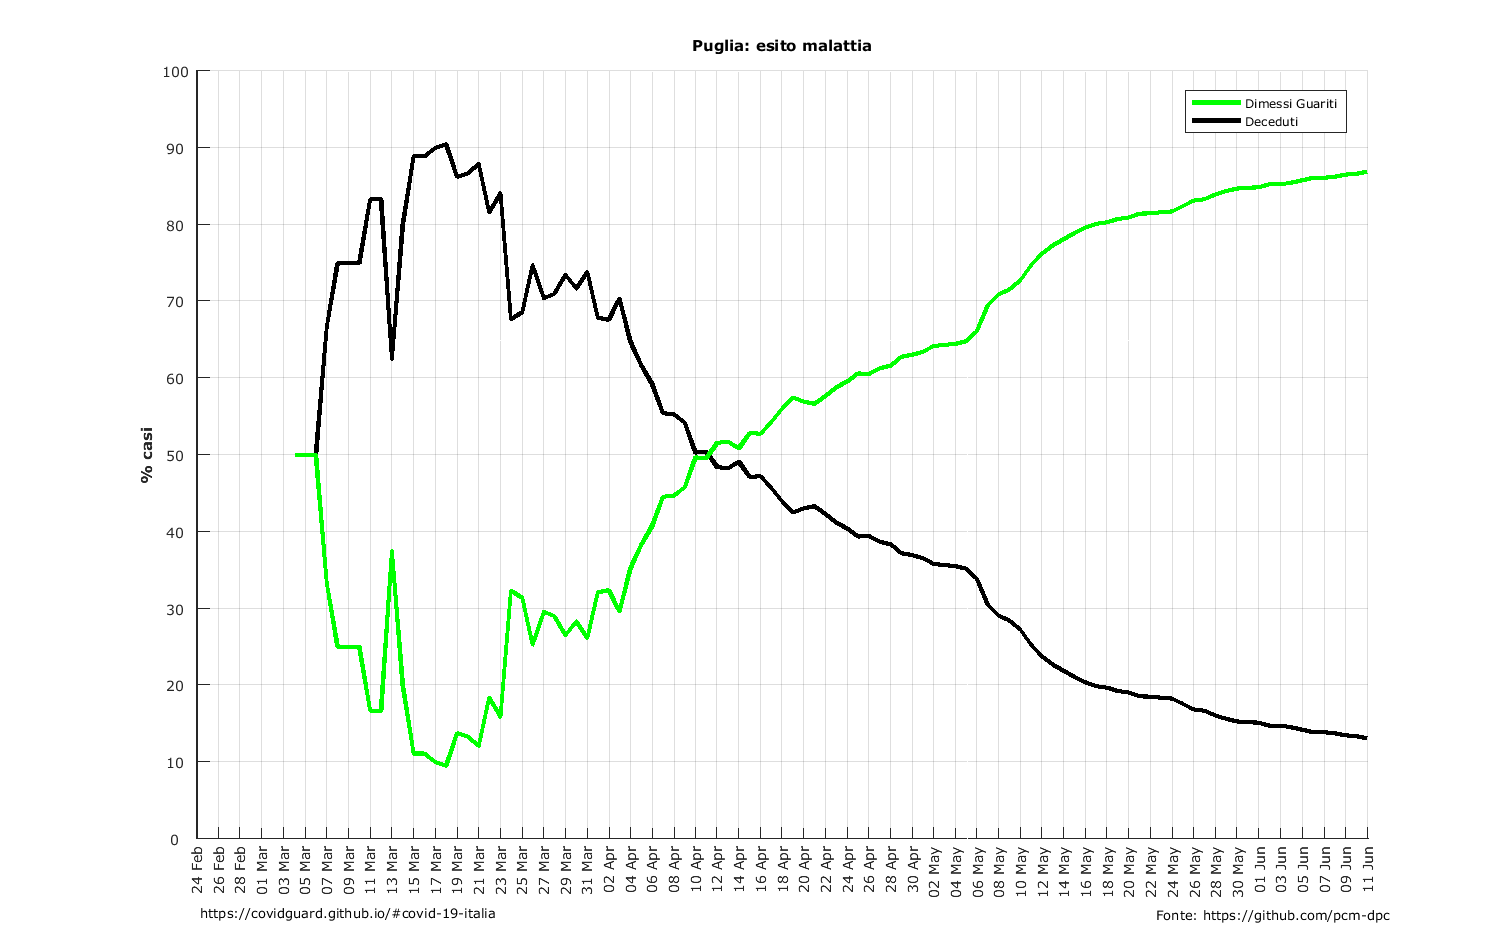 Puglia: esito malattia
100
90
80
70
60
50
40
30
20
10
0
% casi
Dimessi Guariti
Deceduti
24 Feb
26 Feb
28 Feb
01 Mar
03 Mar
05 Mar
07 Mar
09 Mar
11 Mar
13 Mar
15 Mar
17 Mar
19 Mar
21 Mar
23 Mar
25 Mar
27 Mar
29 Mar
31 Mar
02 Apr
04 Apr
06 Apr
08 Apr
10 Apr
12 Apr
14 Apr
16 Apr
18 Apr
20 Apr
22 Apr
24 Apr
26 Apr
28 Apr
30 Apr
02 May
04 May
06 May
08 May
10 May
12 May
14 May
16 May
18 May
20 May
22 May
24 May
26 May
28 May
30 May
01 Jun
03 Jun
05 Jun
07 Jun
09 Jun
11 Jun
https://covidguard.github.io/#covid-19-italia
Fonte: https://github.com/pcm-dpc